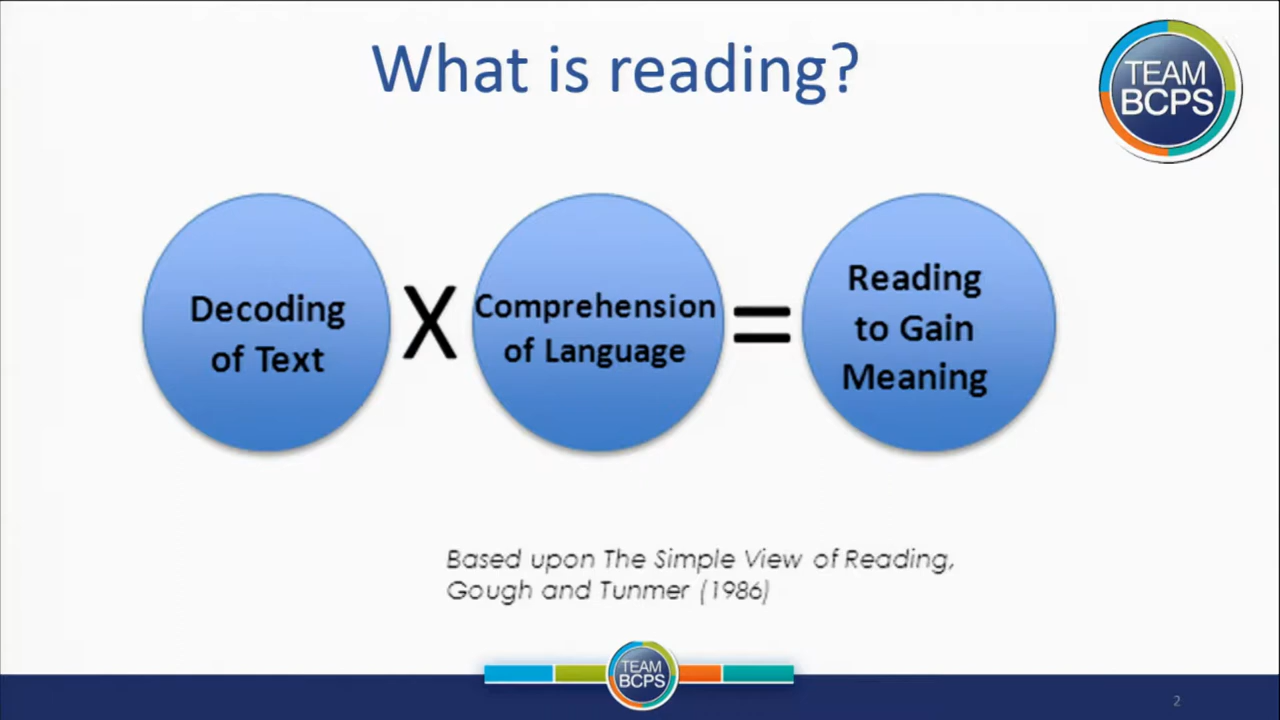 What is reading?
TEAM
BCPS
Decoding
of Text
X
Comprehension
of Language
=
Reading
to Gain
Meaning
Based upon The Simple View of Reading,
Gough and Tunmer (1986)
TEAM
BCPS
2